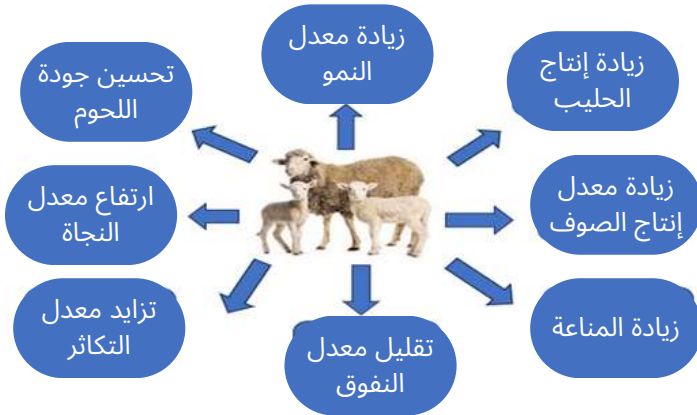 زيادة معدل
النمو
زيادة إنتاج
الحليب
تحسين جودة
اللحوم
زيادة معدل
إنتاج الصوف
ارتفاع معدل
النجاة
زيادة المناعة
تزايد معدل
التكاثر
تقليل معدل
النفوق